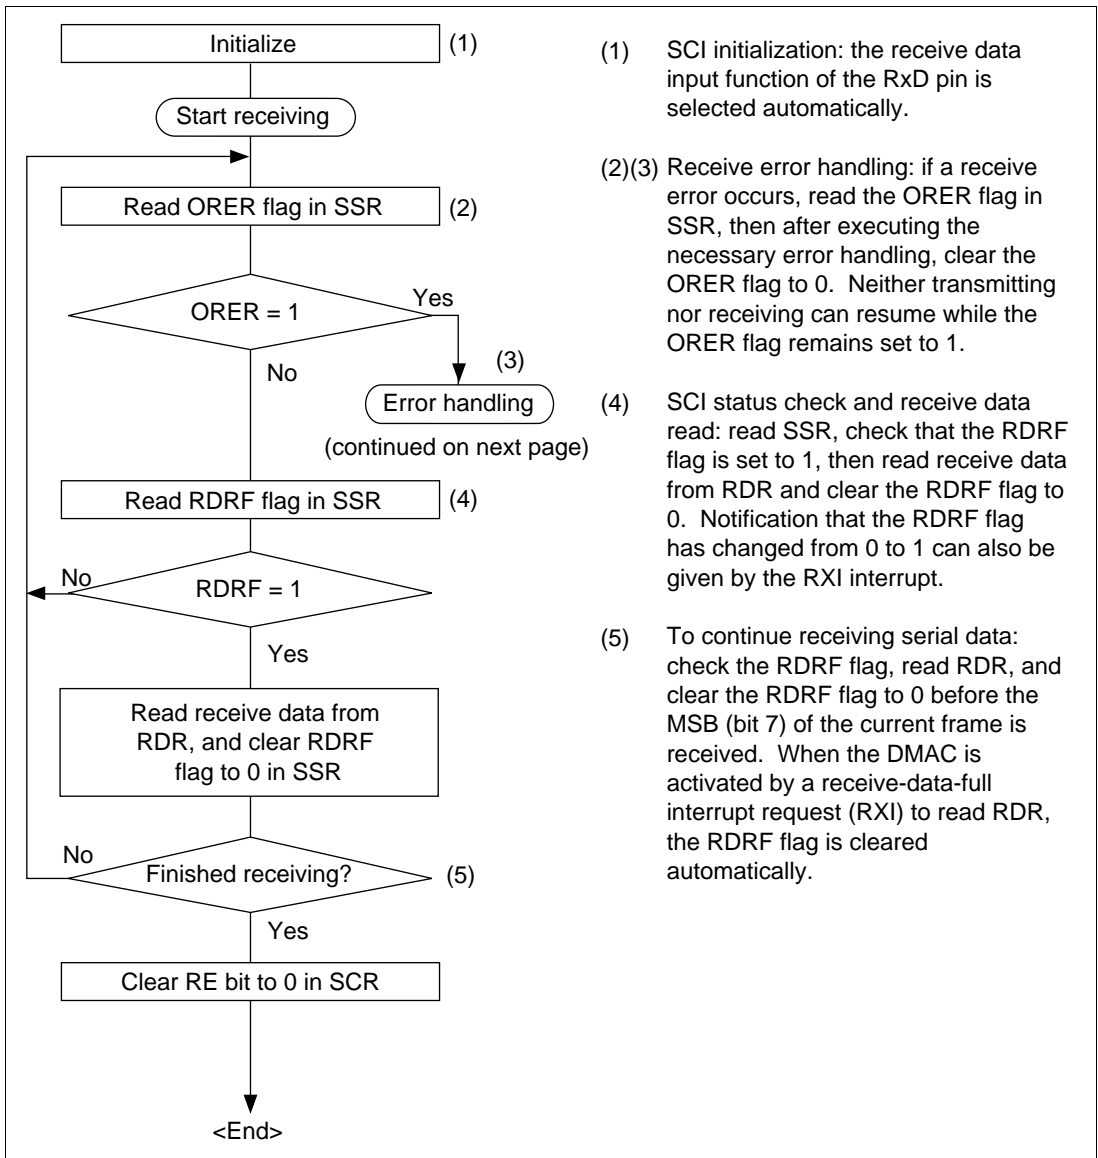 Initialize
(1)
Start receiving
Read ORER flag in SSR
(2)
ORER = 1
Yes
No
(3)
Error handling
(continued on next page)
Read RDRF flag in SSR
(4)
No
RDRF = 1
Yes
Read receive data from
RDR, and clear RDRF
flag to 0 in SSR
No
Finished receiving?
(5)
Yes
Clear RE bit to 0 in SCR
<End>
(1) SCI initialization: the receive data
input function of the RxD pin is
selected automatically.
(2)(3) Receive error handling: if a receive
error occurs, read the ORER flag in
SSR, then after executing the
necessary error handling, clear the
ORER flag to 0. Neither transmitting
nor receiving can resume while the
ORER flag remains set to 1.
(4) SCI status check and receive data
read: read SSR, check that the RDRF
flag is set to 1, then read receive data
from RDR and clear the RDRF flag to
0. Notification that the RDRF flag
has changed from 0 to 1 can also be
given by the RXI interrupt.
(5) To continue receiving serial data:
check the RDRF flag, read RDR, and
clear the RDRF flag to 0 before the
MSB (bit 7) of the current frame is
received. When the DMAC is
activated by a receive-data-full
interrupt request (RXI) to read RDR,
the RDRF flag is cleared
automatically.